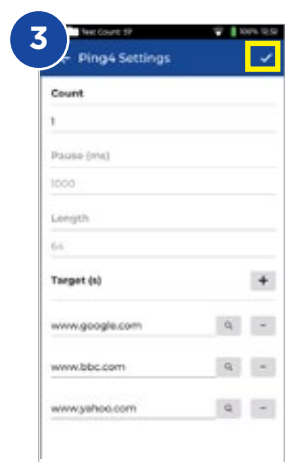 3
Test Count: 57
100% 12:52
← Ping4 Settings
Count
1
Pause (ms)
1000
Length
64
Target (s) +
www.google.com -
www.bbc.com -
www.yahoo.com -